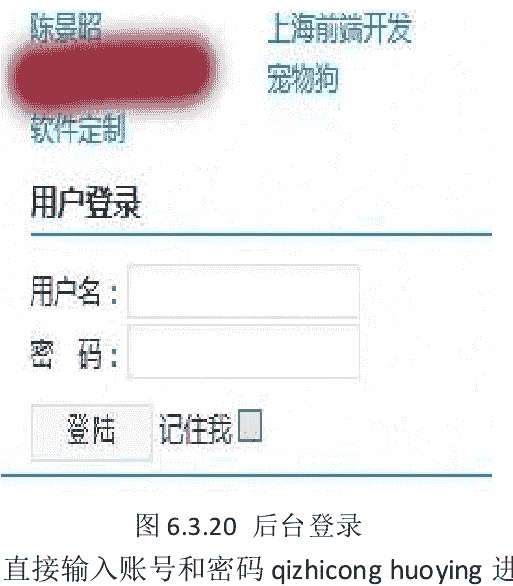 陈景昭 上海前端开发
宠物狗
软件定制
用户登录
用户名：
密 码：
登陆 记住我
图 6.3.20 后台登录
直接输入账号和密码 qizhicong huoying 进